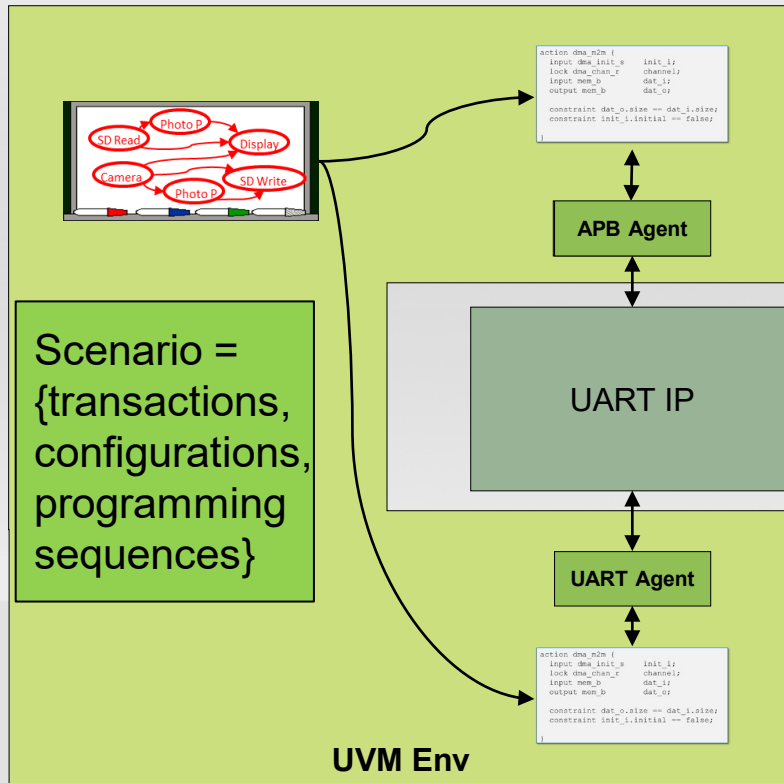 action dma_m2m {
input dma_init_s init_i;
lock dma_chan_r channel;
input mem_b dat_i;
output mem_b dat_o;
constraint dat_o.size == dat_i.size;
constraint init_i.initial == false;
}
Photo P
SD Read
Display
Camera
SD Write
Photo P
APB Agent
Scenario =
{transactions,
configurations,
programming
sequences}
UART IP
UART Agent
action dma_m2m {
input dma_init_s init_i;
lock dma_chan_r channel;
input mem_b dat_i;
output mem_b dat_o;
constraint dat_o.size == dat_i.size;
constraint init_i.initial == false;
}
UVM Env